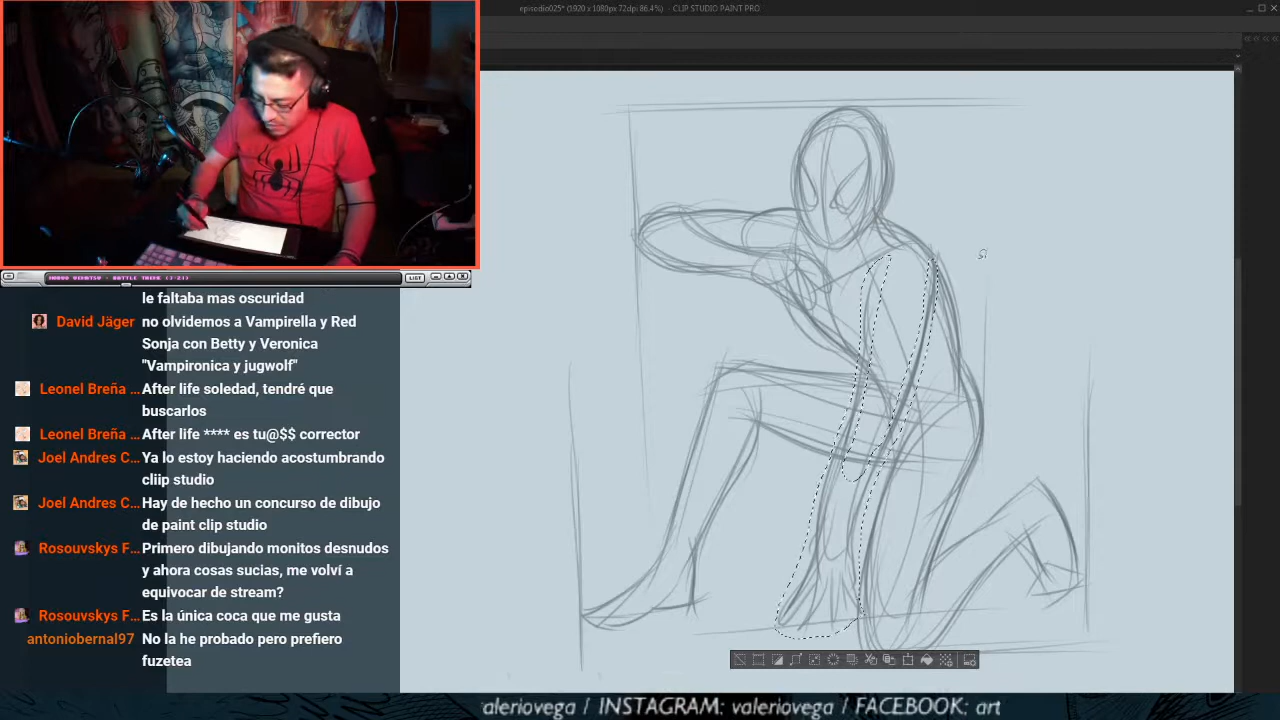 episodio025* (1920 x 1080px 72dpi 86.4%) - CLIP STUDIO PAINT PRO
LIST
le faltaba mas oscuridad
David Jäger no olvidemos a Vampirella y Red
Sonja con Betty y Veronica
"Vampironica y jugwolf"
Leonel Breña ... After life soledad, tendré que
buscarlos
Leonel Breña ... After life **** es tu@$$ corrector
Joel Andres C... Ya lo estoy haciendo acostumbrando
cliip studio
Joel Andres C... Hay de hecho un concurso de dibujo
de paint clip studio
Rosouvskys F... Primero dibujando monitos desnudos
y ahora cosas sucias, me volví a
equivocar de stream?
Rosouvskys F... Es la única coca que me gusta
antoniobernal97 No la he probado pero prefiero
fuzetea
valeriovega / INSTAGRAM: valeriovega / FACEBOOK: art